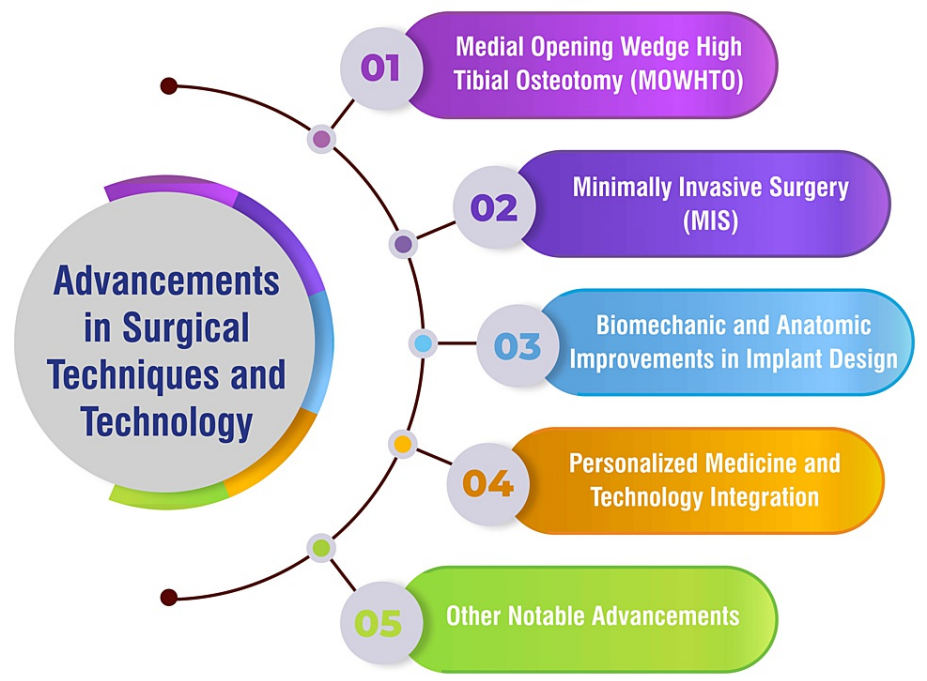 Advancements
in Surgical
Techniques and
Technology
01
Medial Opening Wedge High
Tibial Osteotomy (MOWHTO)
02
Minimally Invasive Surgery
(MIS)
03
Biomechanic and Anatomic
Improvements in Implant Design
04
Personalized Medicine and
Technology Integration
05
Other Notable Advancements